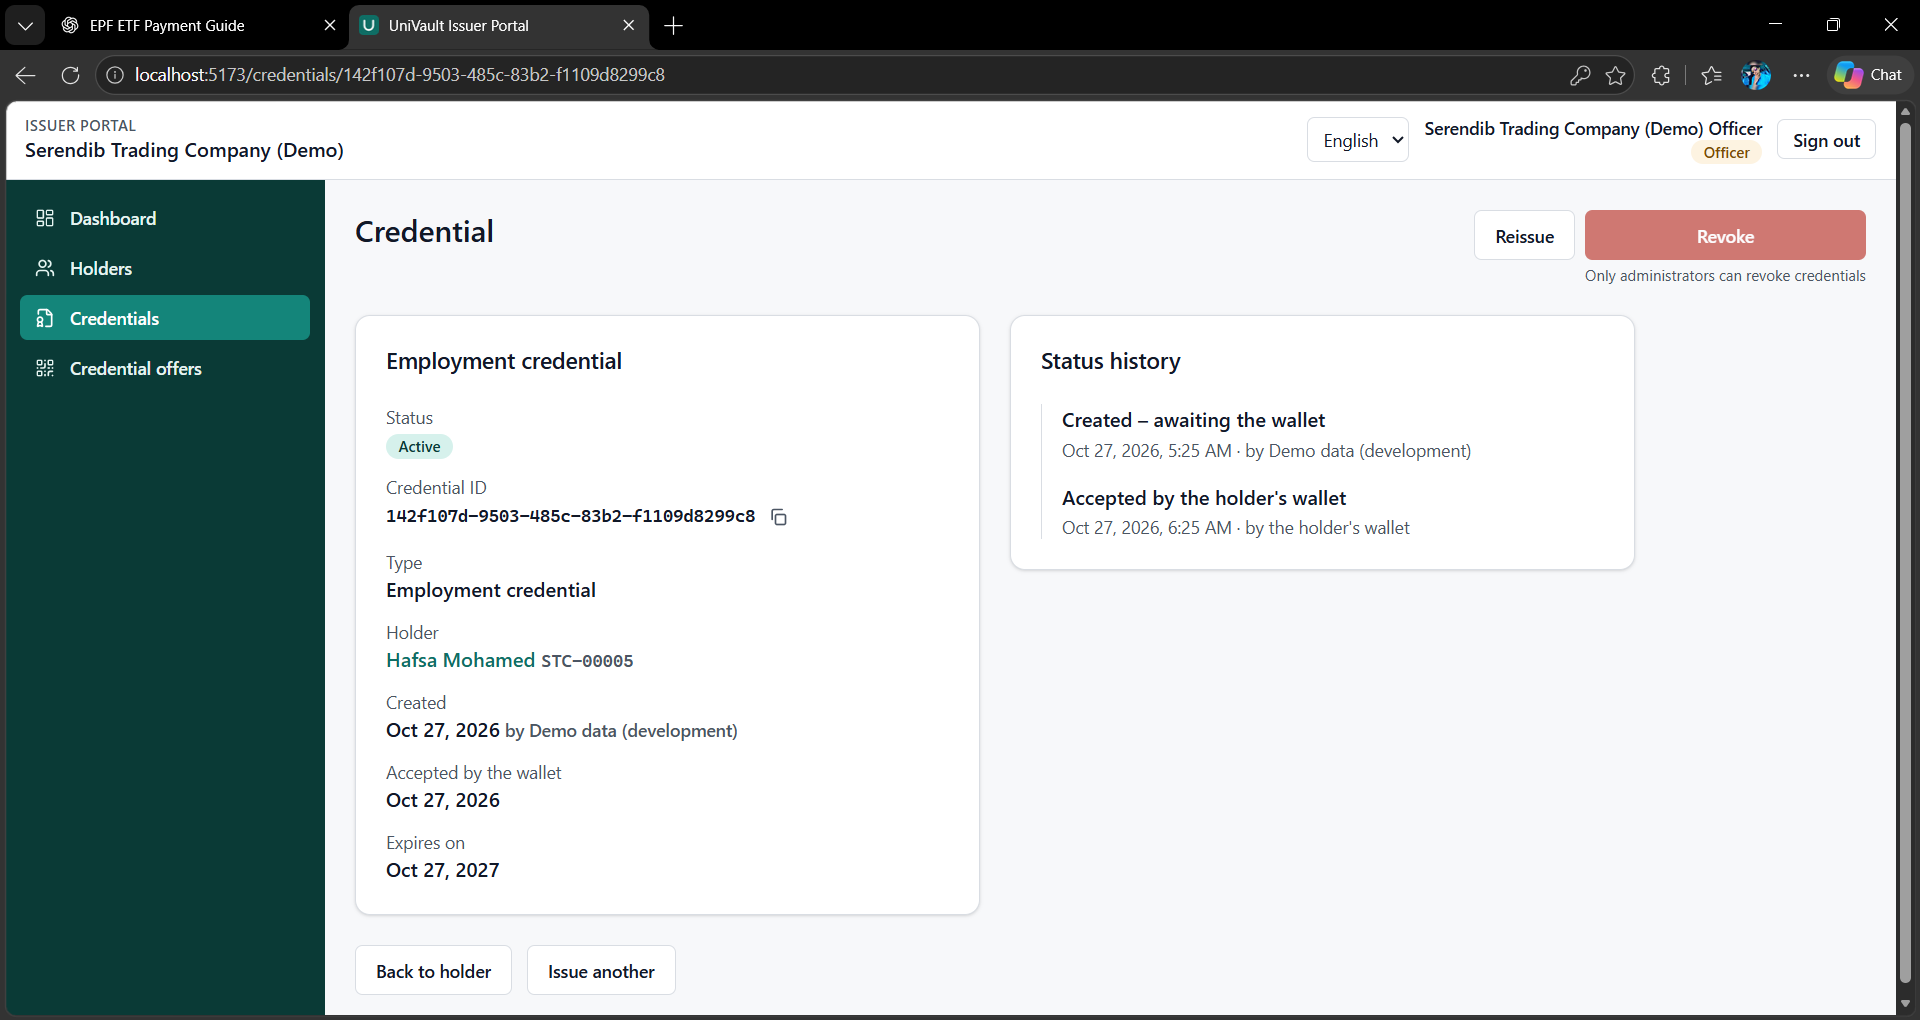 EPF ETF Payment Guide
UniVault Issuer Portal
localhost:5173/credentials/142f107d-9503-485c-83b2-f1109d8299c8
Chat
ISSUER PORTAL
Serendib Trading Company (Demo)
English
Serendib Trading Company (Demo) Officer
Officer
Sign out
Dashboard
Holders
Credentials
Credential offers
Credential
Reissue
Revoke
Only administrators can revoke credentials
Employment credential
Status
Active
Credential ID
142f107d-9503-485c-83b2-f1109d8299c8
Type
Employment credential
Holder
Hafsa Mohamed STC-00005
Created
Oct 27, 2026 by Demo data (development)
Accepted by the wallet
Oct 27, 2026
Expires on
Oct 27, 2027
Status history
Created – awaiting the wallet
Oct 27, 2026, 5:25 AM · by Demo data (development)
Accepted by the holder's wallet
Oct 27, 2026, 6:25 AM · by the holder's wallet
Back to holder
Issue another